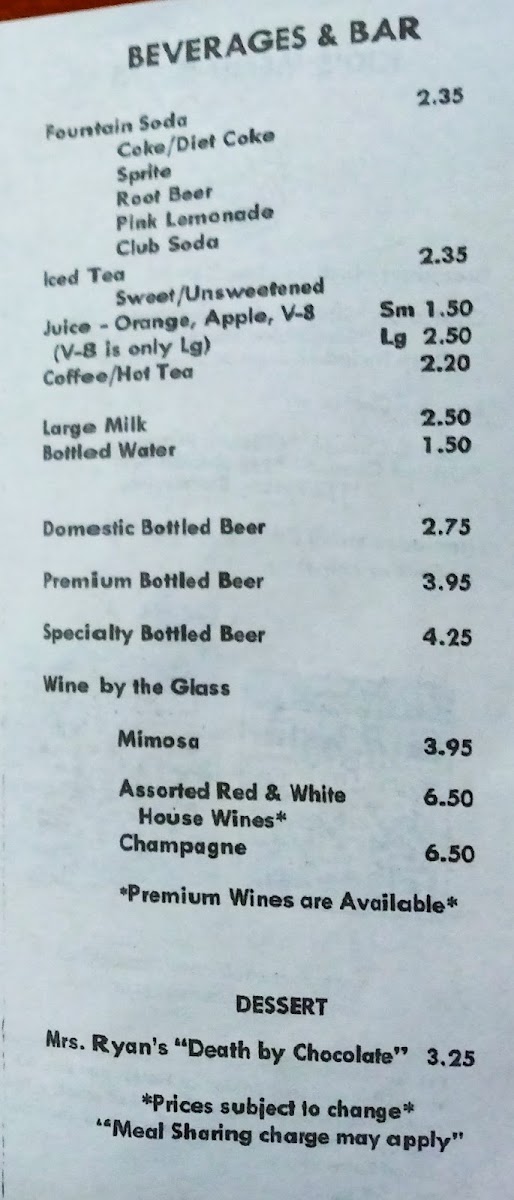 BEVERAGES & BAR
Fountain Soda 2.35
Coke/Diet Coke
Sprite
Root Beer
Pink Lemonade
Club Soda
Iced Tea 2.35
Sweet/Unsweetened
Juice - Orange, Apple, V-8 Sm 1.50
(V-8 is only Lg) Lg 2.50
Coffee/Hot Tea 2.20
Large Milk 2.50
Bottled Water 1.50
Domestic Bottled Beer 2.75
Premium Bottled Beer 3.95
Specialty Bottled Beer 4.25
Wine by the Glass
Mimosa 3.95
Assorted Red & White 6.50
House Wines*
Champagne 6.50
*Premium Wines are Available*
DESSERT
Mrs. Ryan's "Death by Chocolate" 3.25
*Prices subject to change*
"Meal Sharing charge may apply"